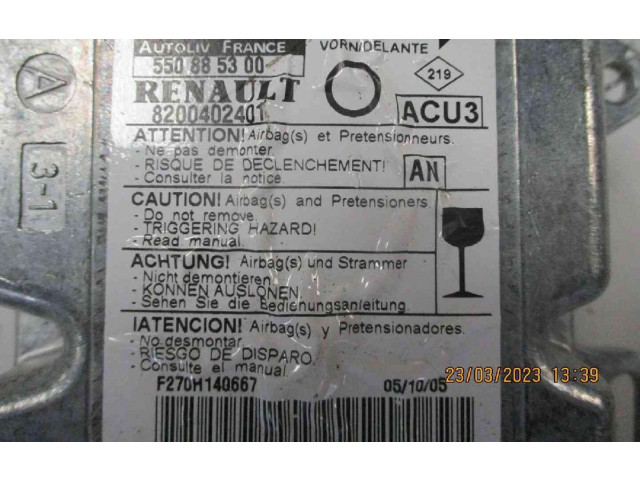 AUTOLIV FRANCE
VORN/DELANTE
550 88 53 00
219
RENAULT
8200402401
ACU3
ATTENTION! Airbag(s) et Pretensionneurs.
- Ne pas demonter.
- RISQUE DE DECLENCHEMENT!
- Consulter la notice.
AN
CAUTION! Airbag(s) and Pretensioners
- Do not remove.
- TRIGGERING HAZARD!
- Read manual.
ACHTUNG! Airbag(s) und Strammer
- Nicht demontieren
- KONNEN AUSLONEN
- Sehen Sie die Bedichungsanleitung.
IATENCION! Airbag(s) y Pretensionadores.
- No desmontar.
- RIESGO DE DISPARO.
- Consulte el manual
F270H140667
05/10/05
23/03/2023 13:39
A
3-1